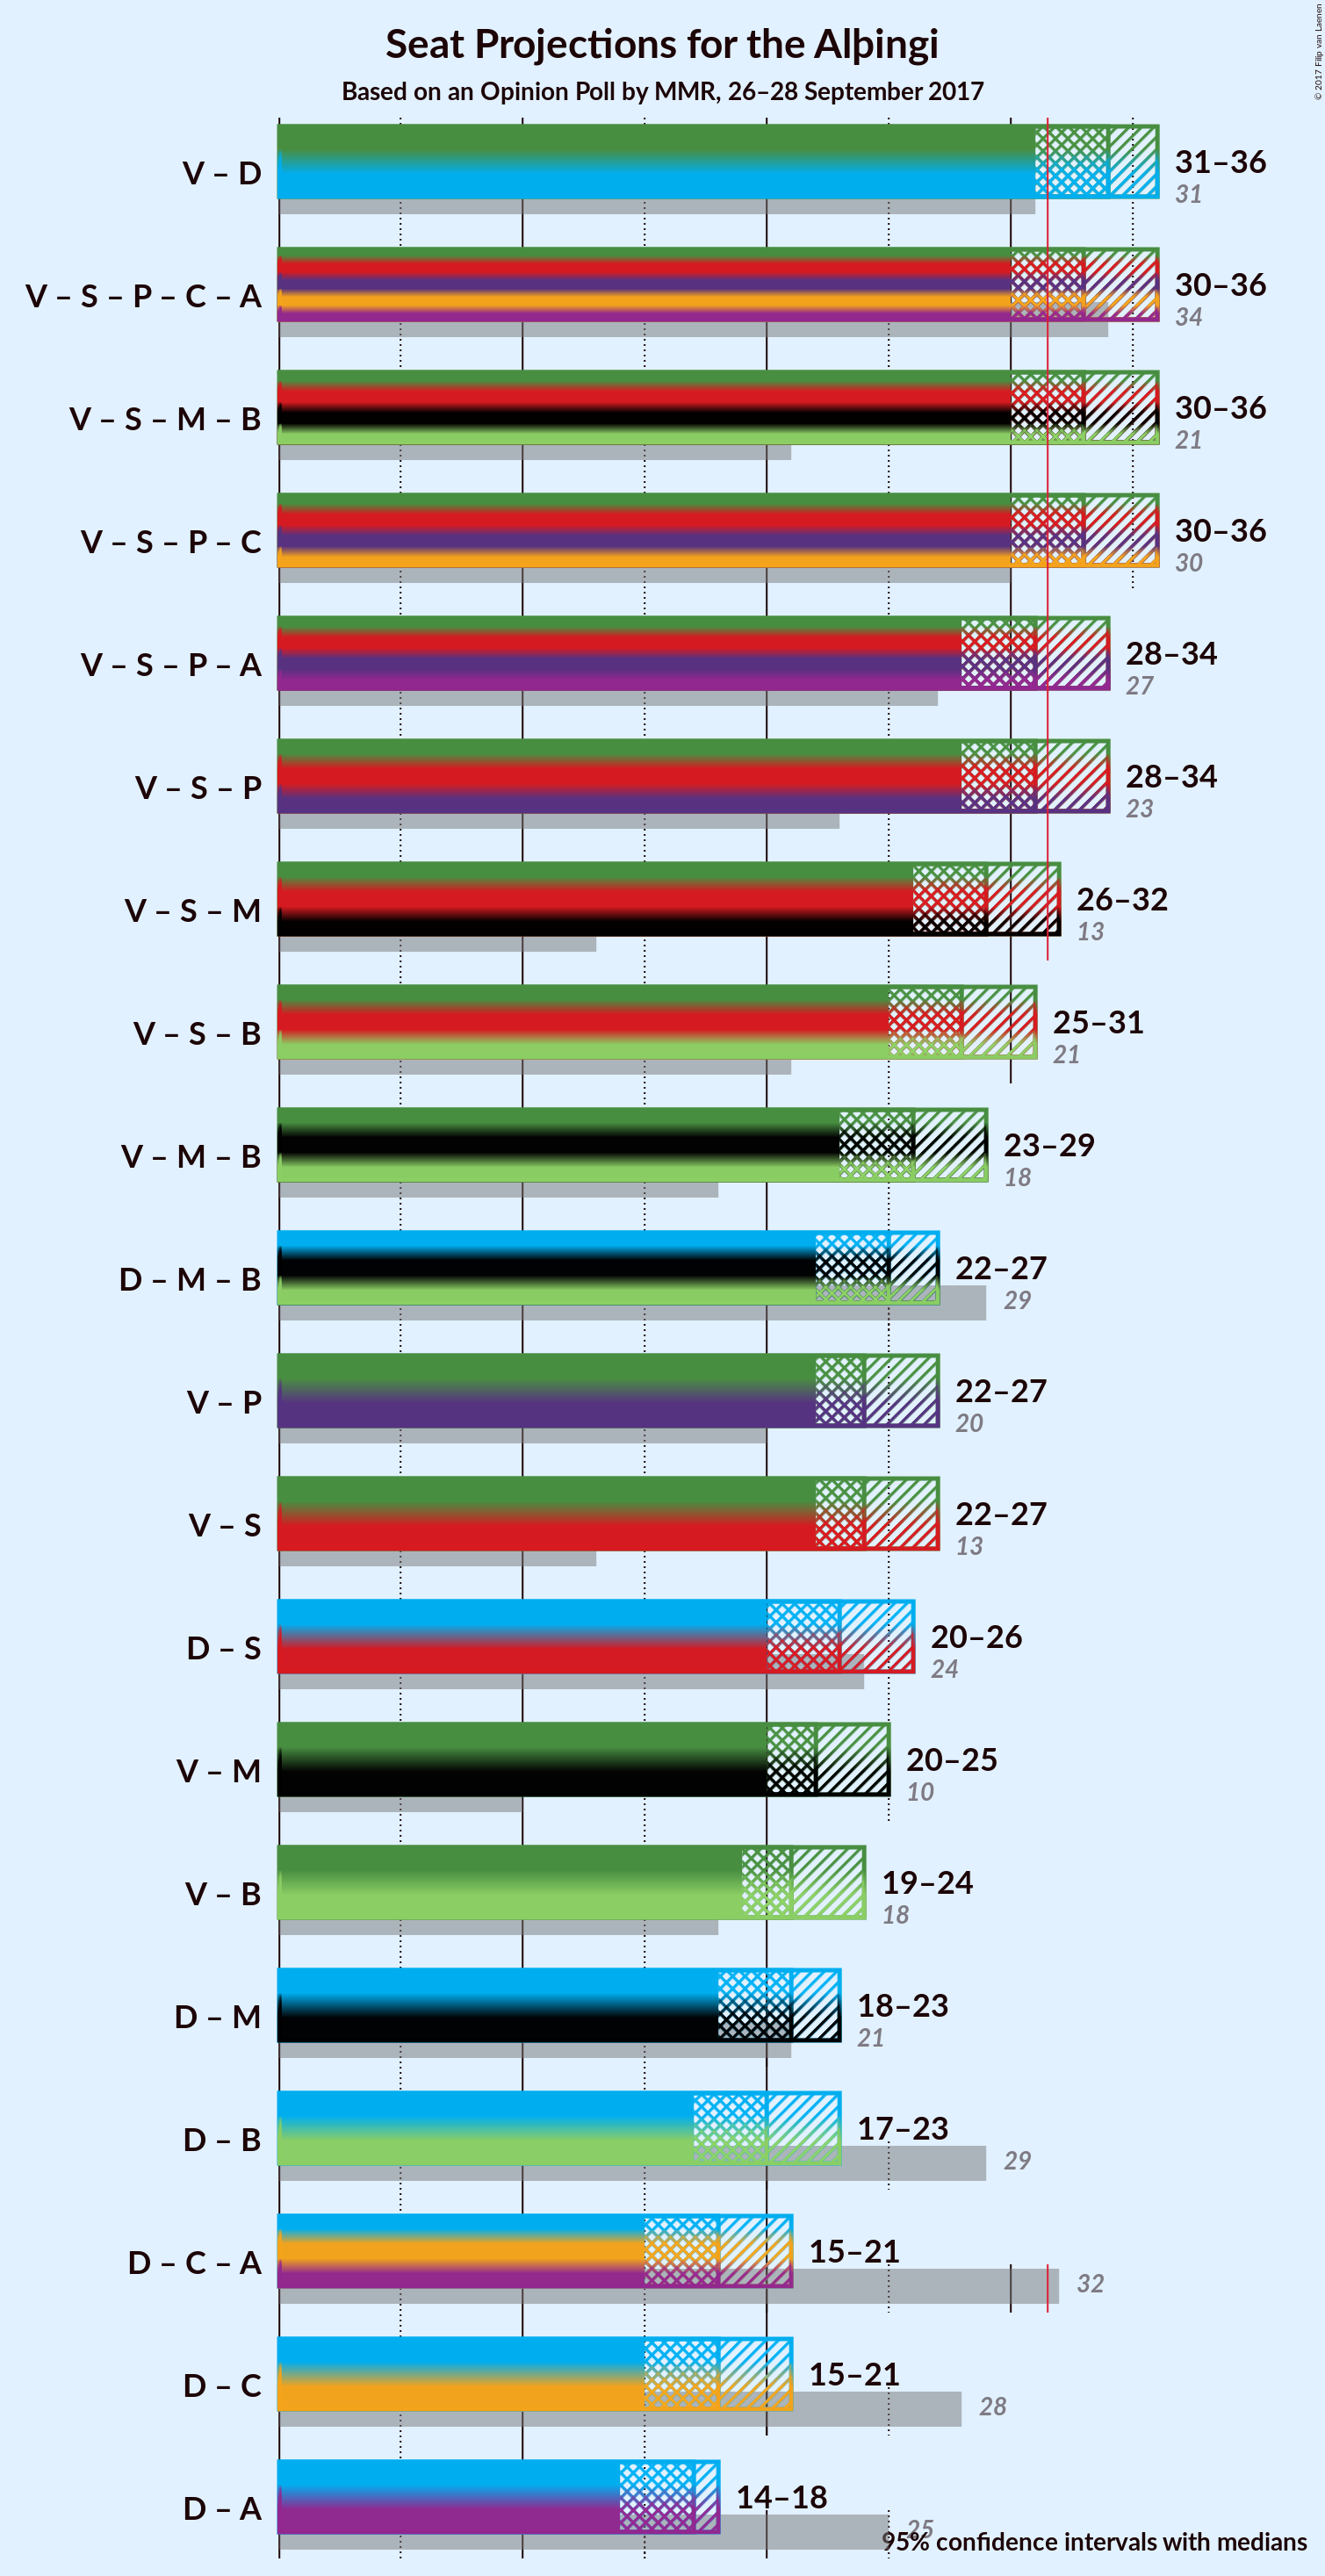 © 2017 Filip van Laenen
Seat Projections for the Alþingi
Based on an Opinion Poll by MMR, 26–28 September 2017
V – D
31–36
31
V – S – P – C – A
30–36
34
V – S – M – B
30–36
21
V – S – P – C
30–36
30
V – S – P – A
28–34
27
V – S – P
28–34
23
V – S – M
26–32
13
V – S – B
25–31
21
V – M – B
23–29
18
D – M – B
22–27
29
V – P
22–27
20
V – S
22–27
13
D – S
20–26
24
V – M
20–25
10
V – B
19–24
18
D – M
18–23
21
D – B
17–23
29
D – C – A
15–21
32
D – C
15–21
28
D – A
14–18
25
95% confidence intervals with medians